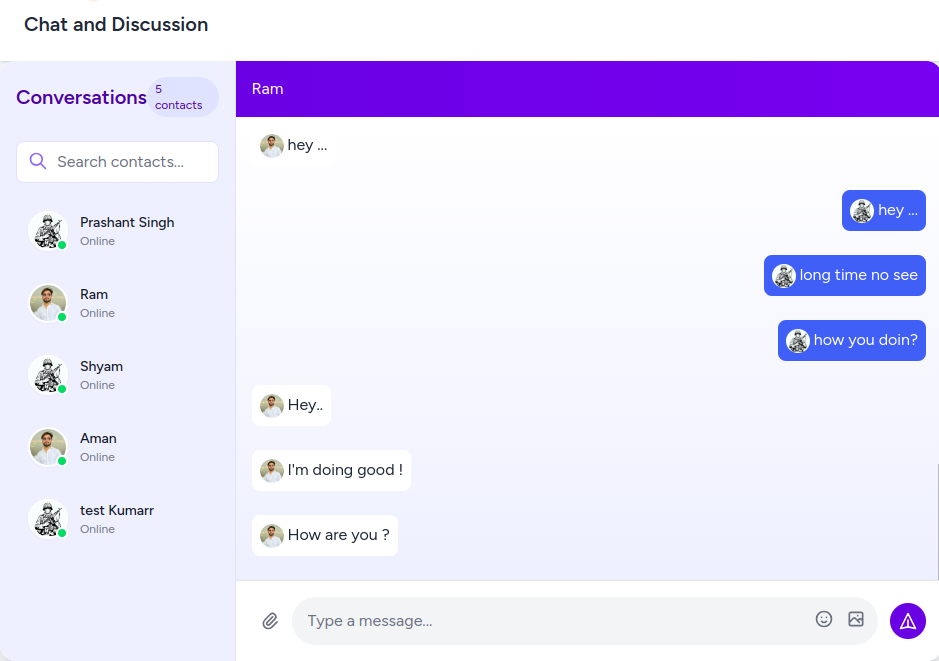 Chat and Discussion
Conversations
5
contacts
Search contacts...
Prashant Singh
Online
Ram
Online
Shyam
Online
Aman
Online
test Kumarr
Online
Ram
hey ...
hey ...
long time no see
how you doin?
Hey..
I'm doing good !
How are you ?
Type a message...